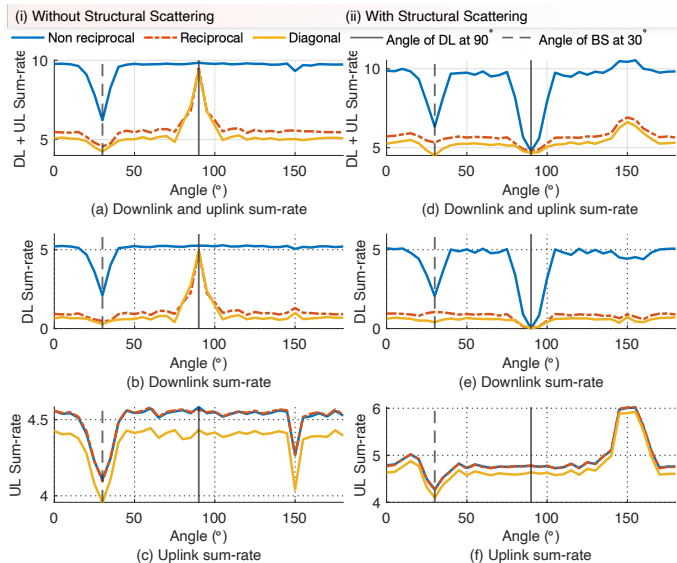 (i) Without Structural Scattering
(ii) With Structural Scattering
Non reciprocal
Reciprocal
Diagonal
Angle of DL at 90°
Angle of BS at 30°
DL + UL Sum-rate
10
5
0 50 100 150
Angle (°)
(a) Downlink and uplink sum-rate
DL + UL Sum-rate
10
5
0 50 100 150
Angle (°)
(d) Downlink and uplink sum-rate
DL Sum-rate
5
0
0 50 100 150
Angle (°)
(b) Downlink sum-rate
DL Sum-rate
5
0
0 50 100 150
Angle (°)
(e) Downlink sum-rate
UL Sum-rate
4.5
4
0 50 100 150
Angle (°)
(c) Uplink sum-rate
UL Sum-rate
6
5
4
0 50 100 150
Angle (°)
(f) Uplink sum-rate